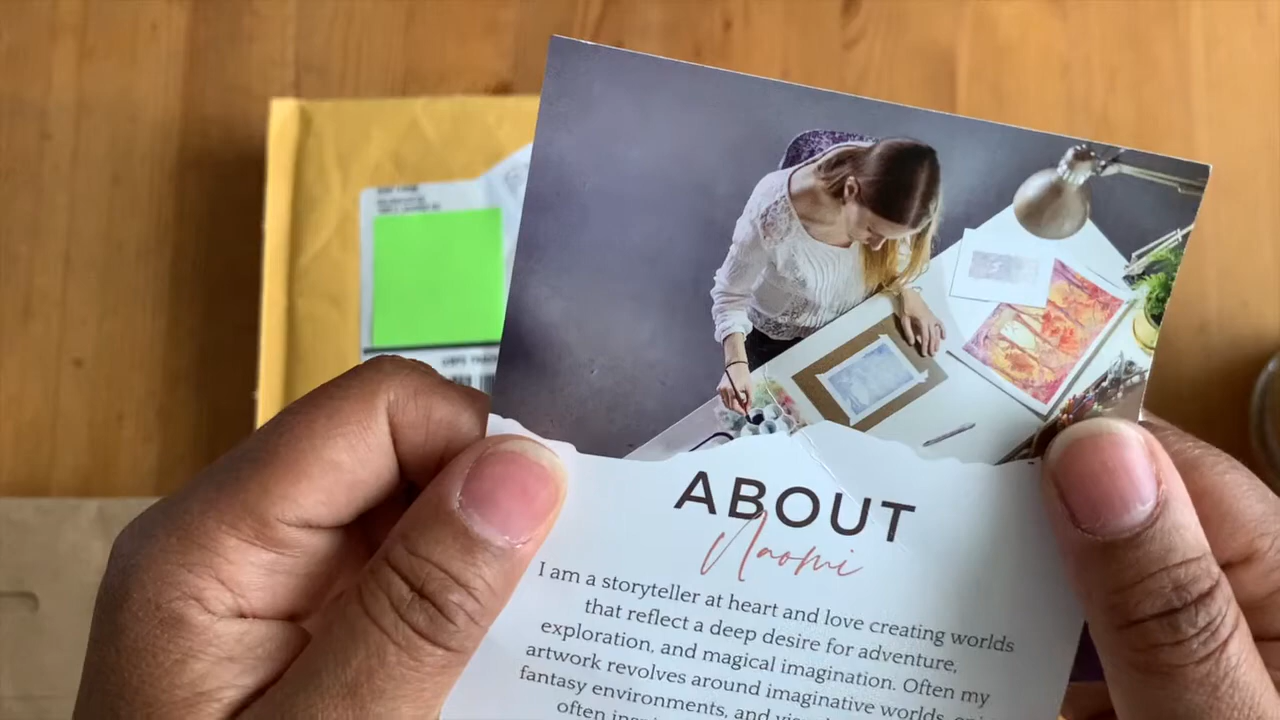 ABOUT
Naomi
I am a storyteller at heart and love creating worlds
that reflect a deep desire for adventure,
exploration, and magical imagination. Often my
artwork revolves around imaginative worlds,
fantasy environments, and
often